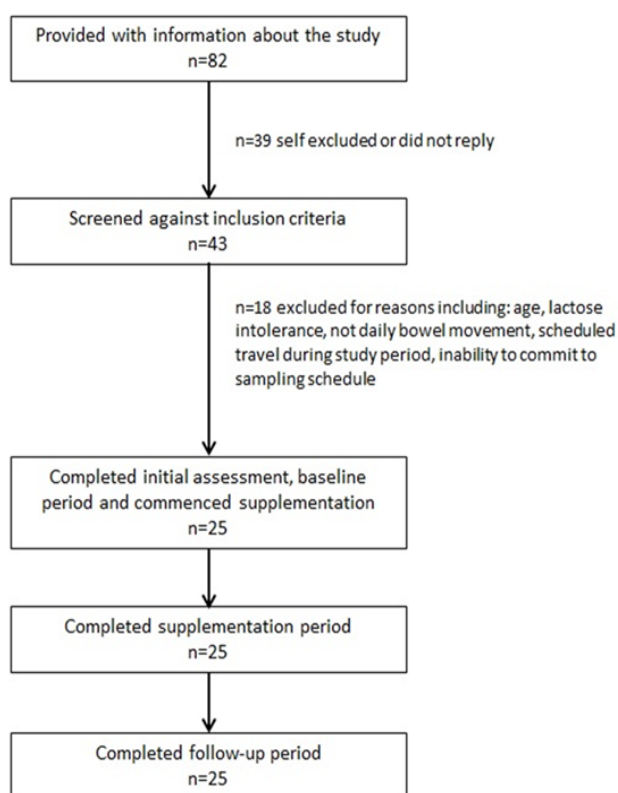 Provided with information about the study
n=82
n=39 self excluded or did not reply
Screened against inclusion criteria
n=43
n=18 excluded for reasons including: age, lactose
intolerance, not daily bowel movement, scheduled
travel during study period, inability to commit to
sampling schedule
Completed initial assessment, baseline
period and commenced supplementation
n=25
Completed supplementation period
n=25
Completed follow-up period
n=25